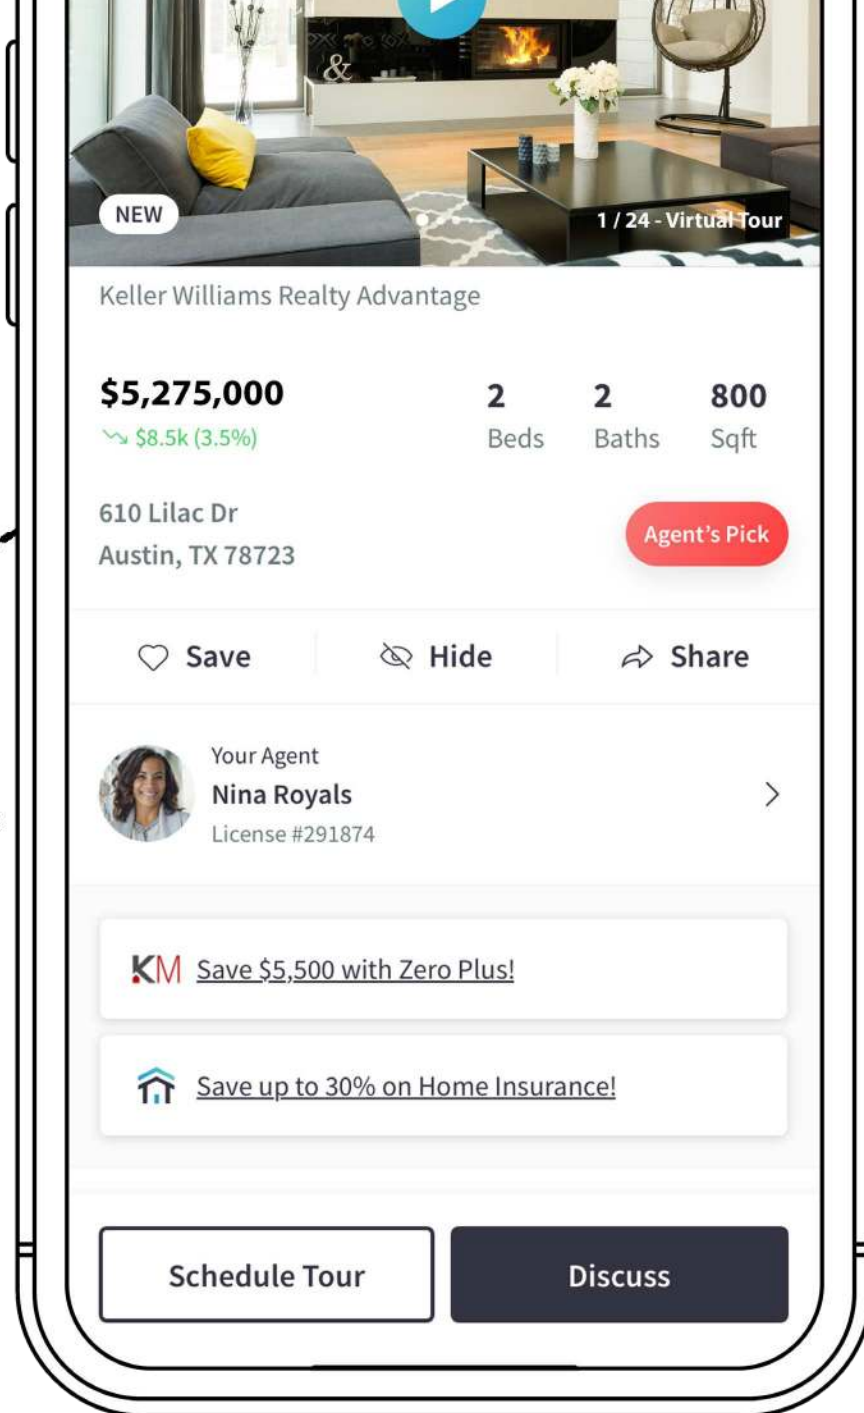 &
NEW
1 / 24 - Virtual Tour
Keller Williams Realty Advantage
$5,275,000
2
2
800
$8.5k (3.5%)
Beds
Baths
Sqft
610 Lilac Dr
Austin, TX 78723
Agent's Pick
Save
Hide
Share
Your Agent
Nina Royals
License #291874
KM Save $5,500 with Zero Plus!
Save up to 30% on Home Insurance!
Schedule Tour
Discuss